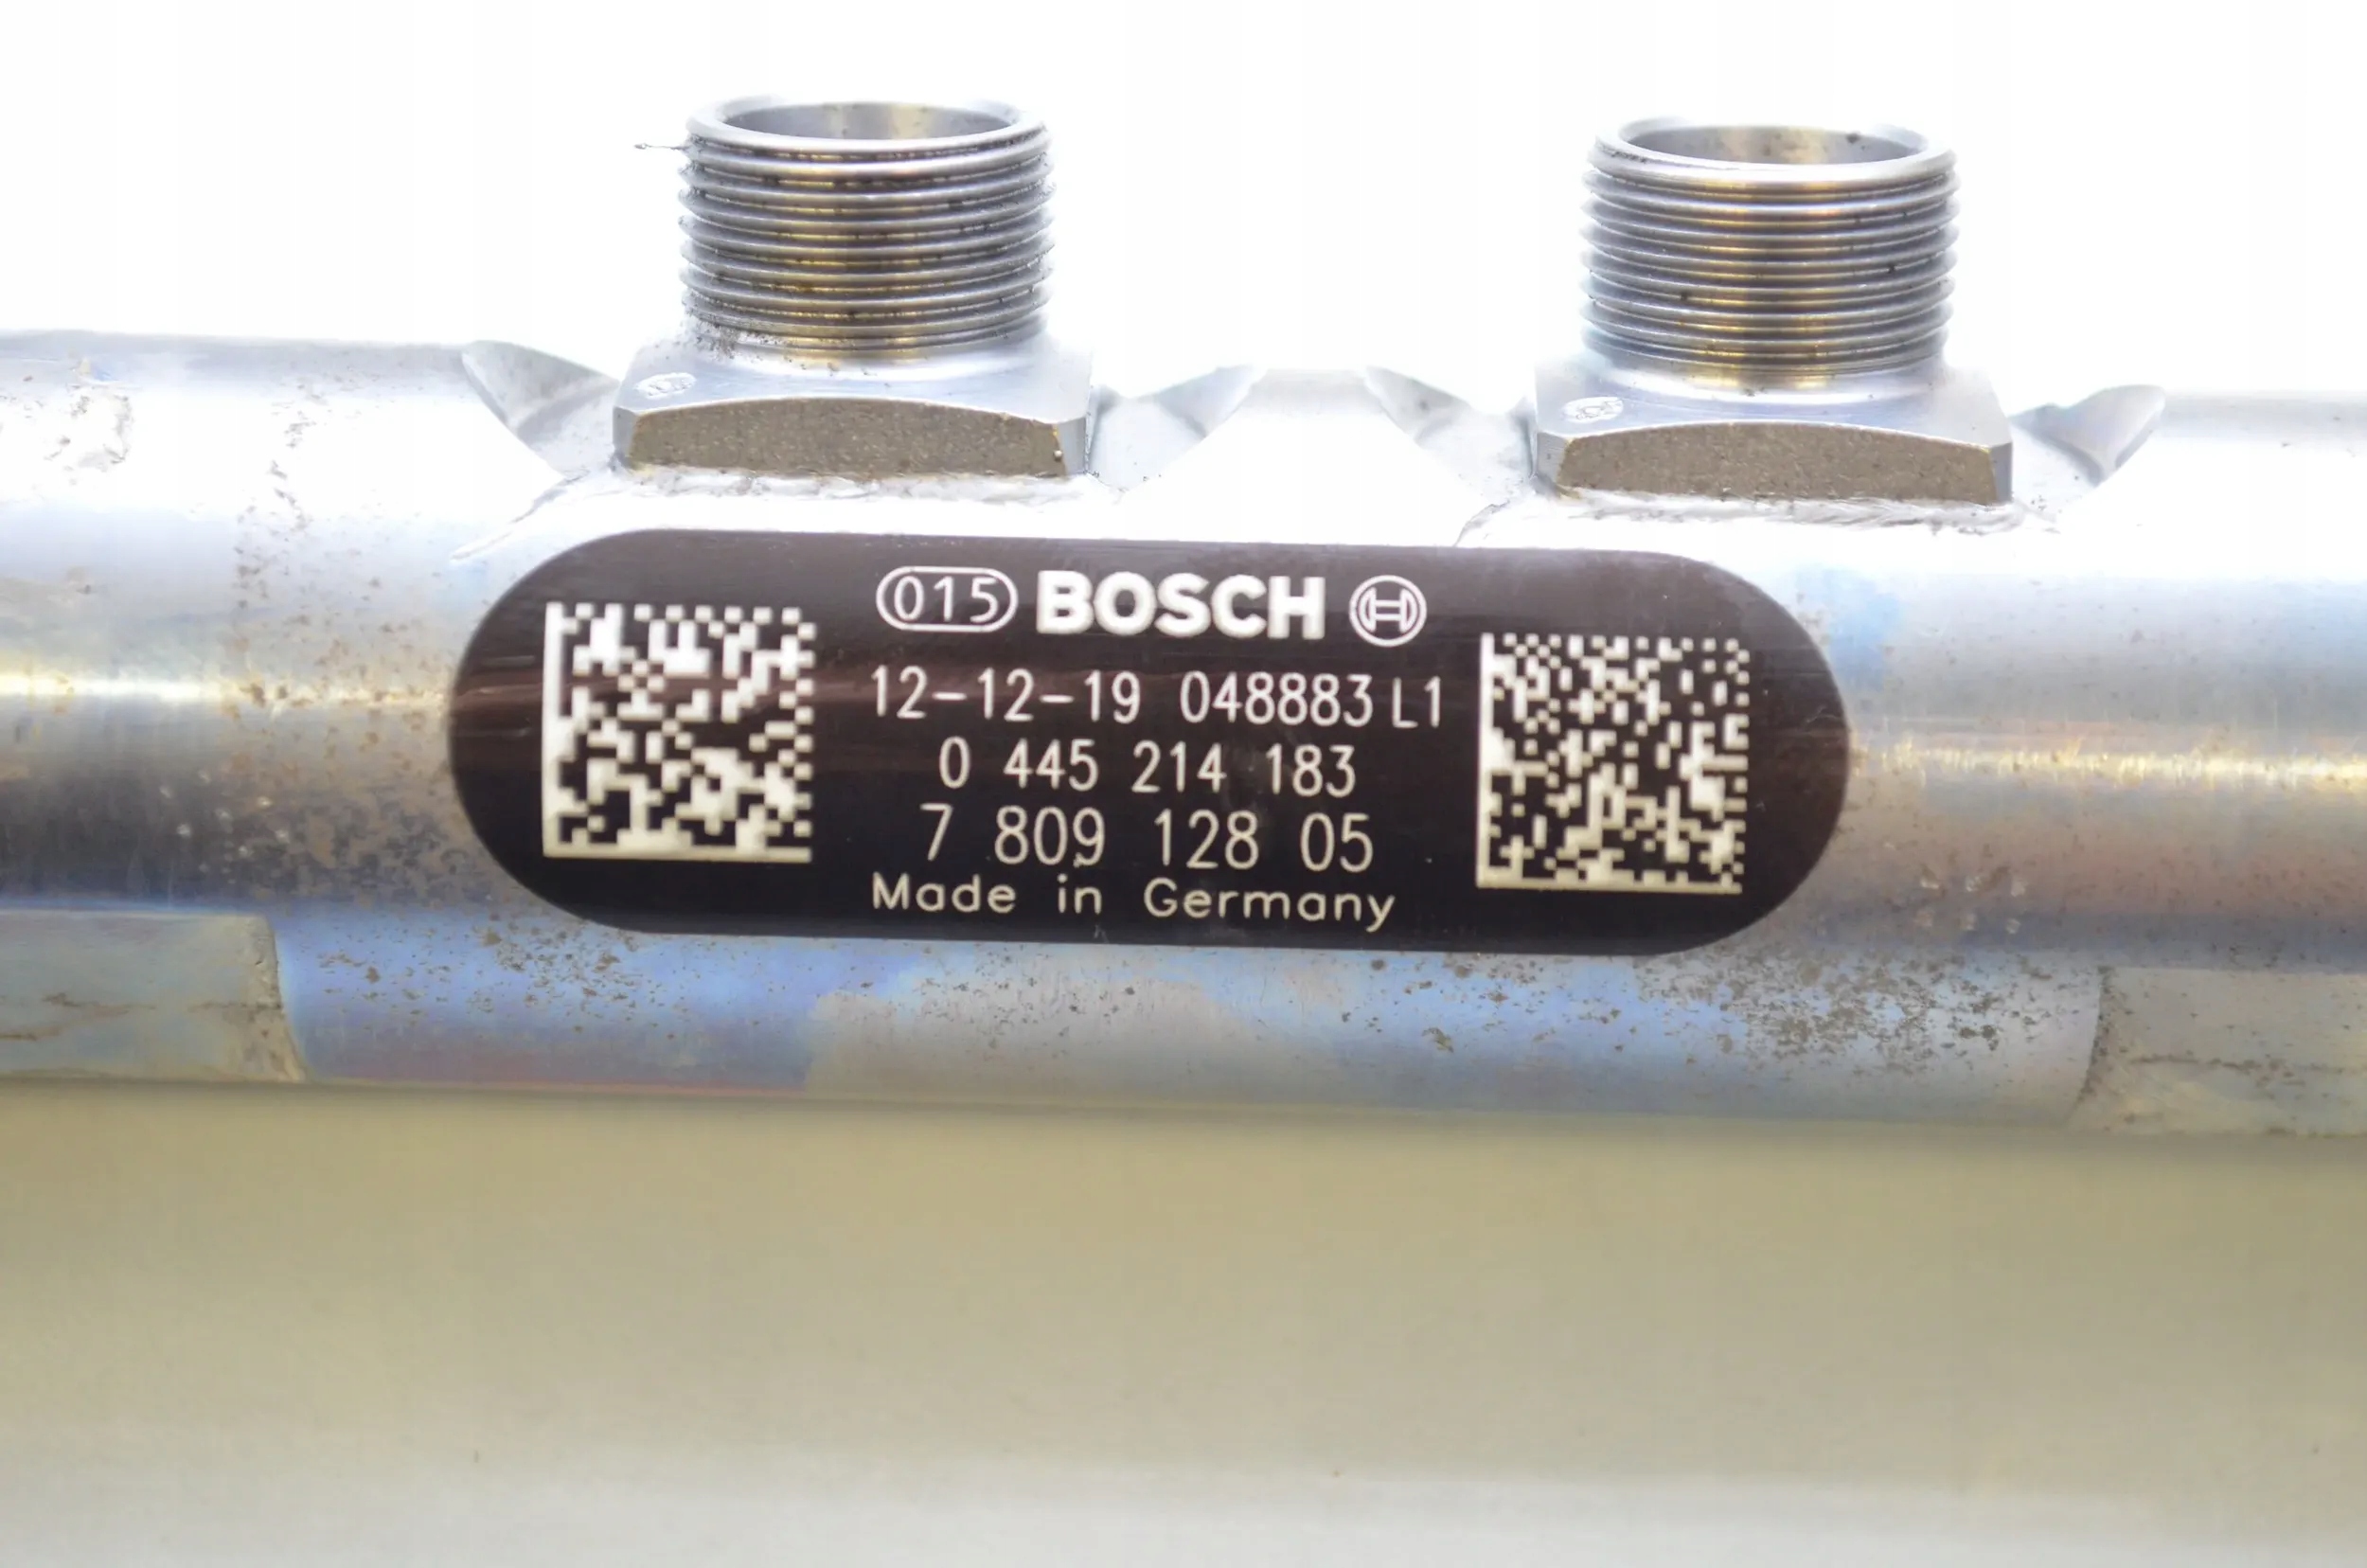 015 BOSCH
12-12-19 048883 L1
0 445 214 183
7 809 128 05
Made in Germany